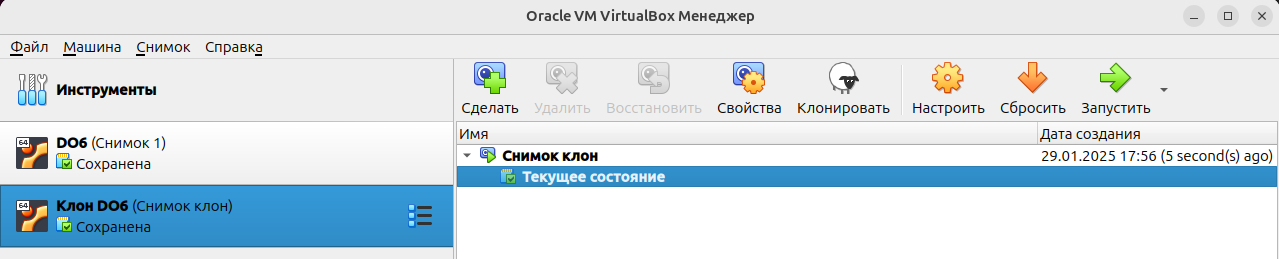 Oracle VM VirtualBox Менеджер
Файл Машина Снимок Справка
Инструменты
Сделать Удалить Восстановить Свойства Клонировать Настроить Сбросить Запустить
Имя Дата создания
64 DO6 (Снимок 1)
Сохранена
Снимок клон 29.01.2025 17:56 (5 second(s) ago)
Текущее состояние
64 Клон DO6 (Снимок клон)
Сохранена